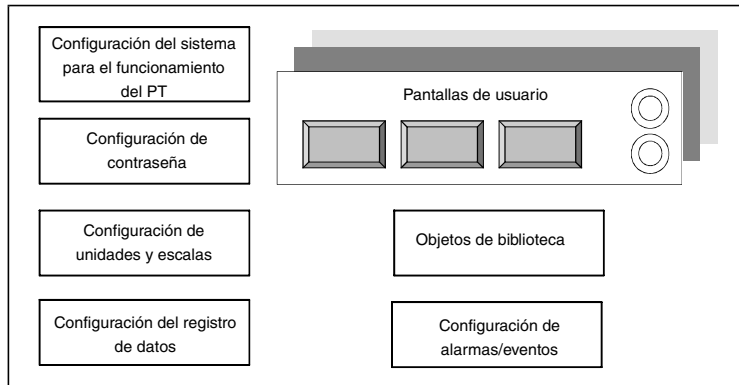 Configuración del sistema
para el funcionamiento
del PT
Pantallas de usuario
Configuración de
contraseña
Configuración de
unidades y escalas
Objetos de biblioteca
Configuración del registro
de datos
Configuración de
alarmas/eventos